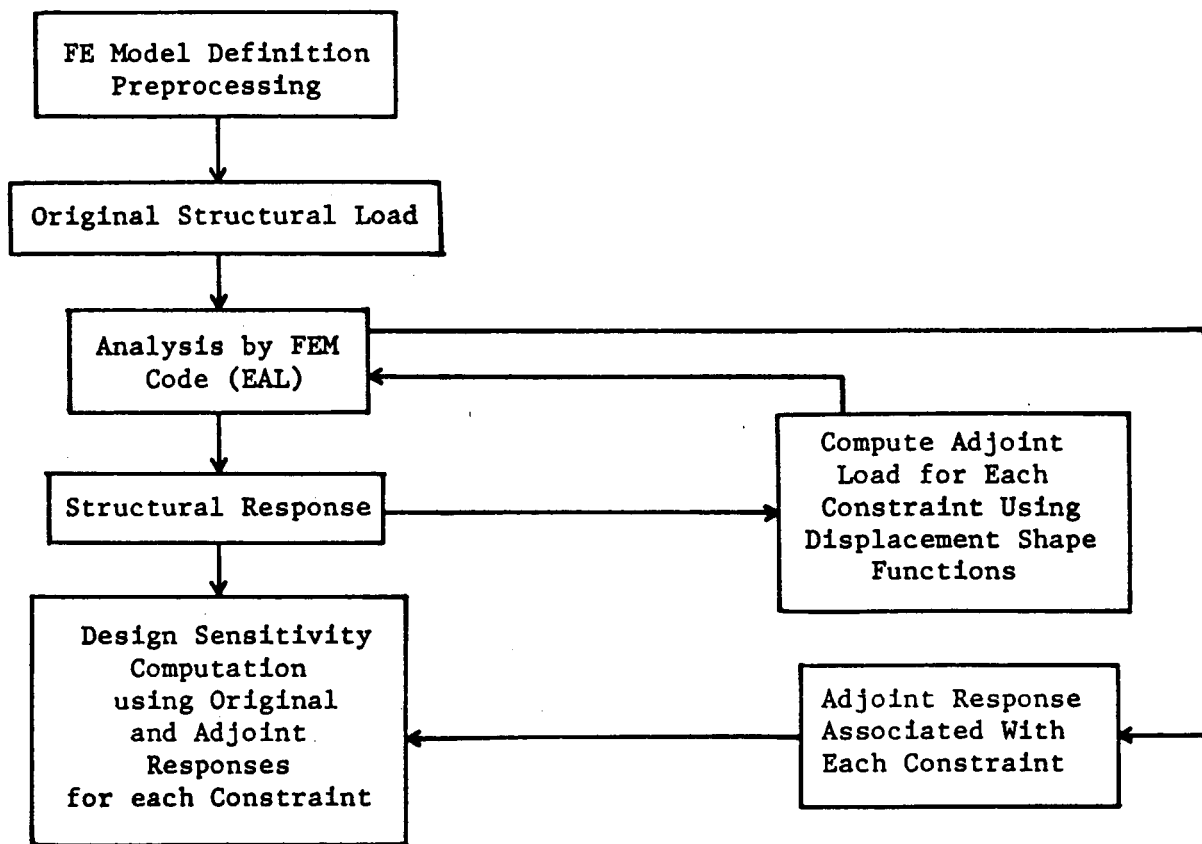 FE Model Definition
Preprocessing
Original Structural Load
Analysis by FEM
Code (EAL)
Structural Response
Compute Adjoint
Load for Each
Constraint Using
Displacement Shape
Functions
Design Sensitivity
Computation
using Original
and Adjoint
Responses
for each Constraint
Adjoint Response
Associated With
Each Constraint